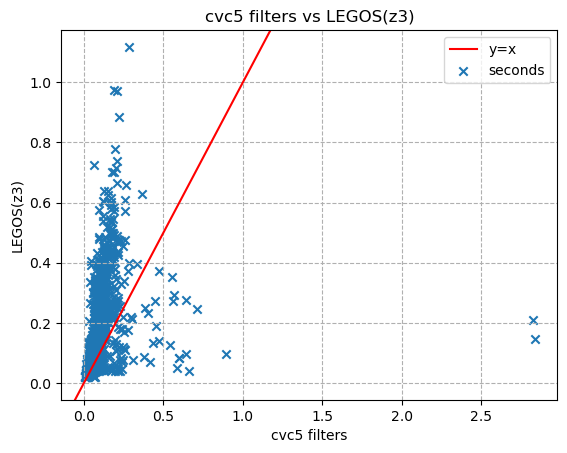 cvc5 filters vs LEGOS(z3)
y=x
seconds
LEGOS(z3)
1.0
0.8
0.6
0.4
0.2
0.0
0.0 0.5 1.0 1.5 2.0 2.5
cvc5 filters